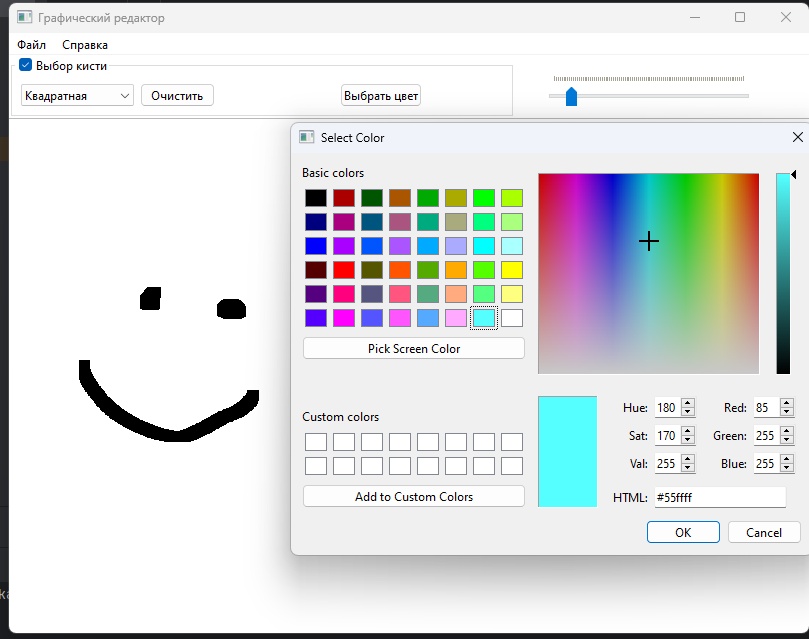 Графический редактор
Файл Справка
Выбор кисти
Квадратная Очистить Выбрать цвет
Select Color
Basic colors
Pick Screen Color
Custom colors
Hue: 180 Red: 85
Sat: 170 Green: 255
Val: 255 Blue: 255
Add to Custom Colors
HTML: #55ffff
OK Cancel